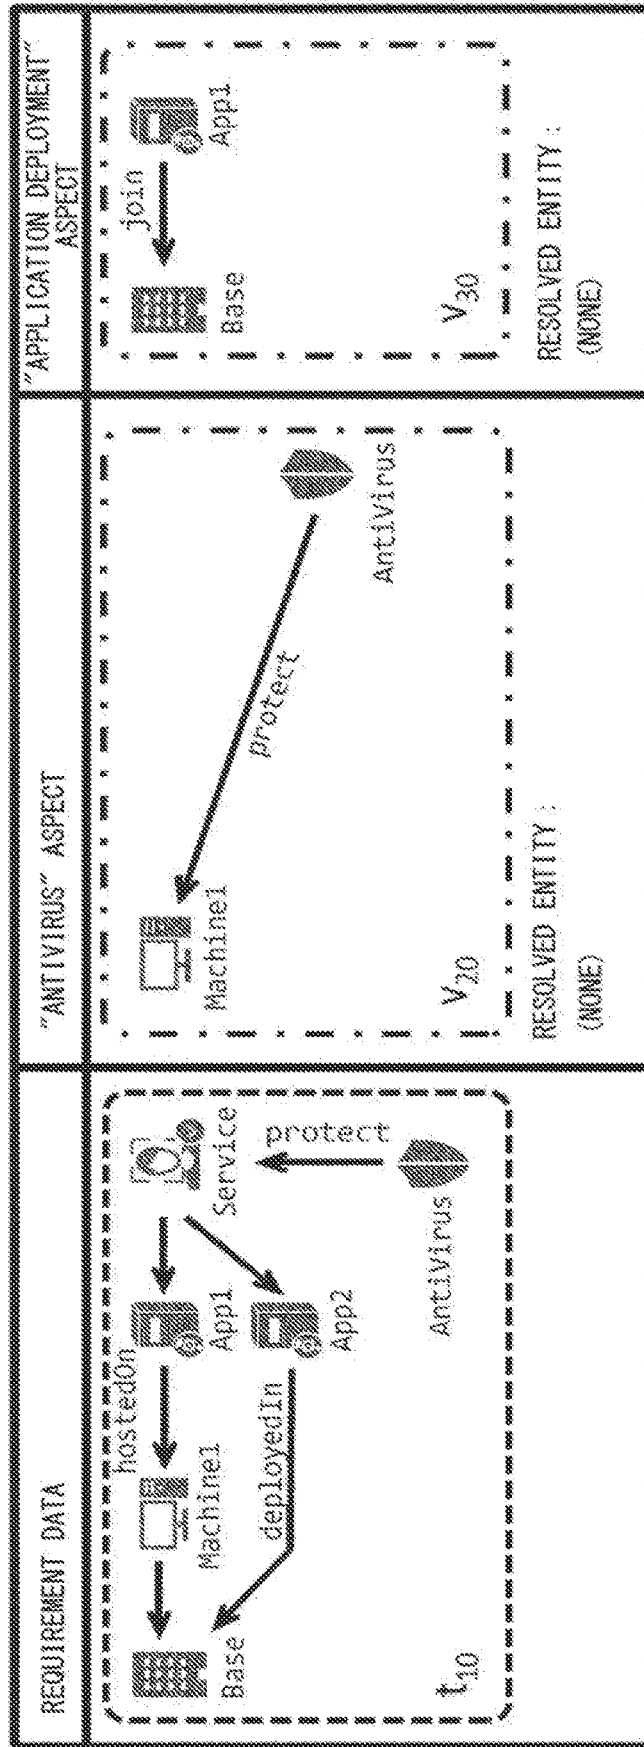 REQUIREMENT DATA
"ANTIVIRUS" ASPECT
"APPLICATION DEPLOYMENT"
ASPECT
Base
Machine1
hostedOn
App1
Service
deployedIn
App2
protect
AntiVirus
t10
Machine1
protect
AntiVirus
V20
RESOLVED ENTITY :
(NONE)
Base
join
App1
V30
RESOLVED ENTITY :
(NONE)